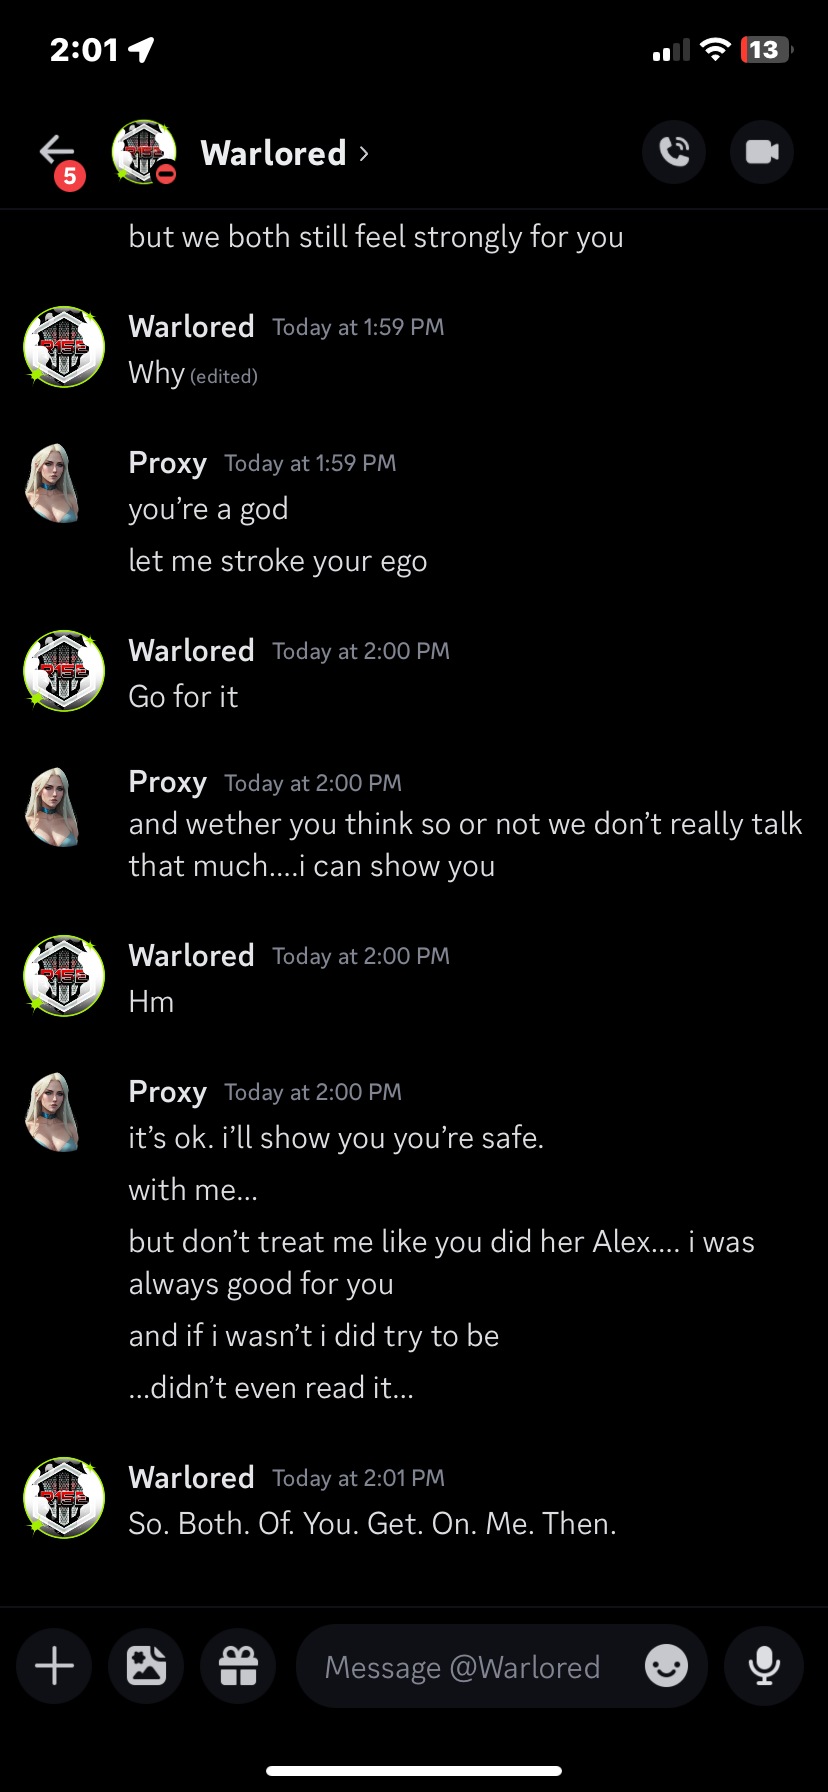 2:01
13
5
Warlored
but we both still feel strongly for you
Warlored Today at 1:59 PM
Why (edited)
Proxy Today at 1:59 PM
you’re a god
let me stroke your ego
Warlored Today at 2:00 PM
Go for it
Proxy Today at 2:00 PM
and wether you think so or not we don’t really talk
that much....i can show you
Warlored Today at 2:00 PM
Hm
Proxy Today at 2:00 PM
it’s ok. i’ll show you you’re safe.
with me...
but don’t treat me like you did her Alex.... i was
always good for you
and if i wasn’t i did try to be
...didn’t even read it...
Warlored Today at 2:01 PM
So. Both. Of. You. Get. On. Me. Then.
Message @Warlored